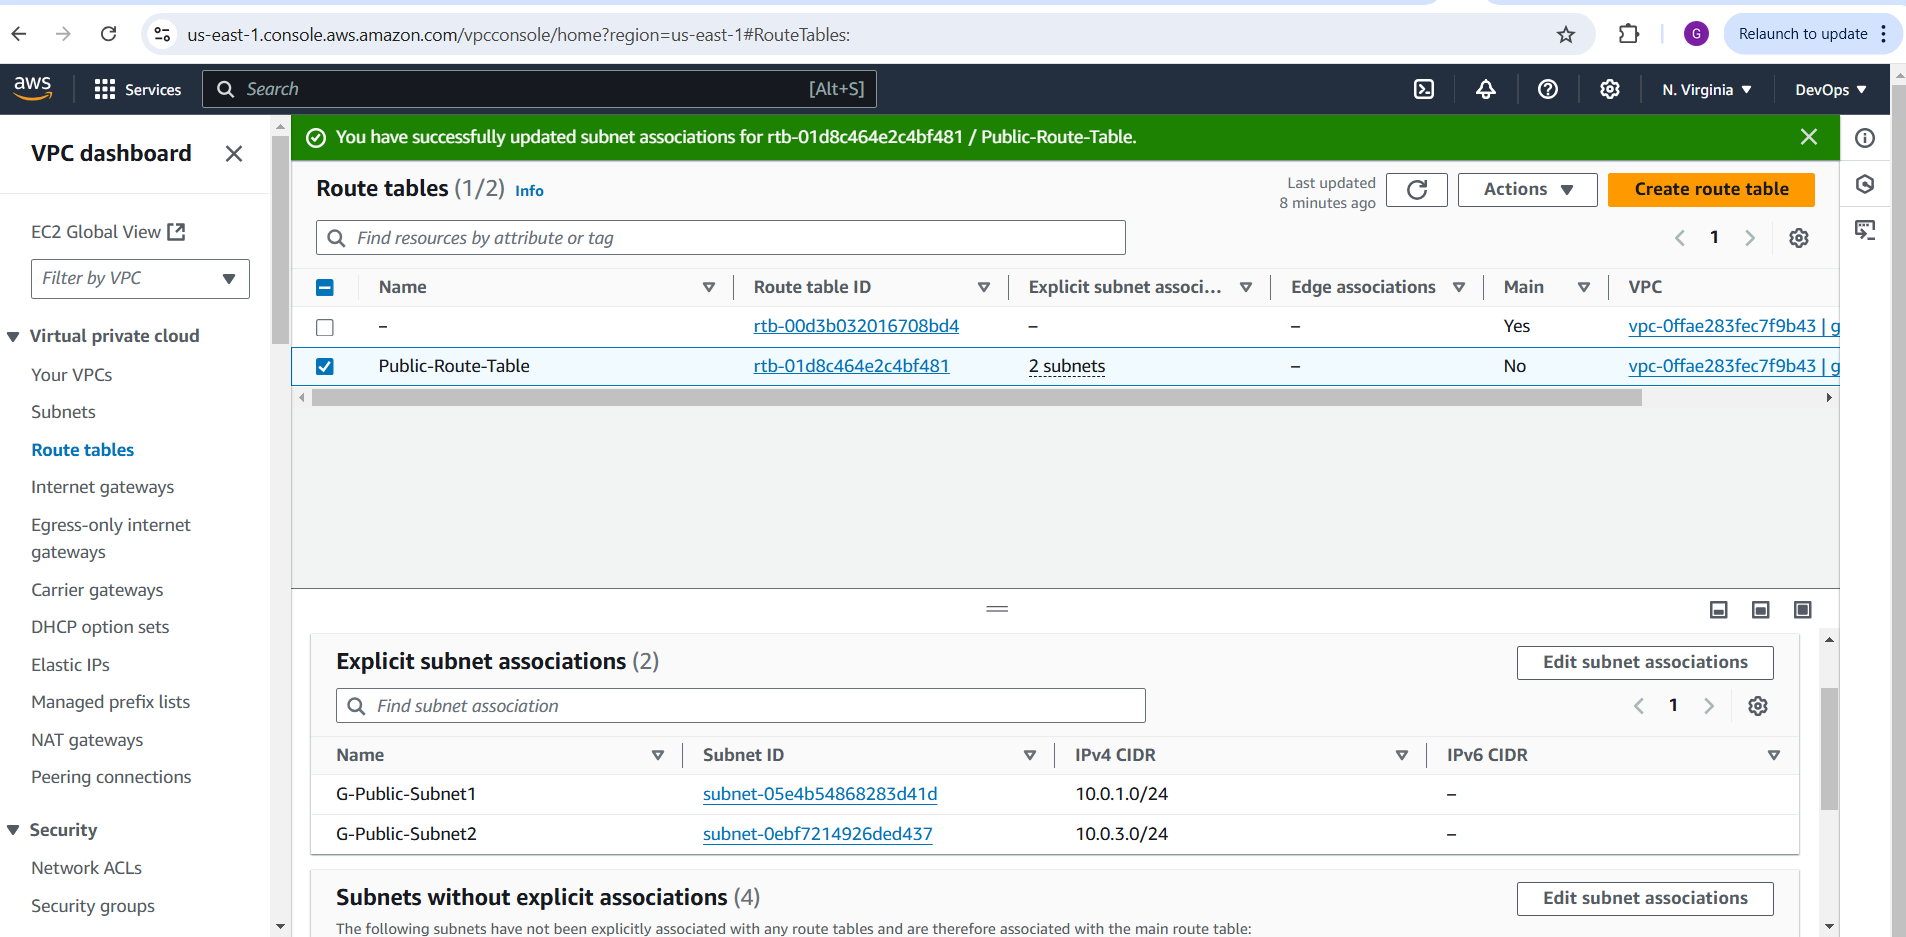 us-east-1.console.aws.amazon.com/vpcconsole/home?region=us-east-1#RouteTables:
G
Relaunch to update
aws
Services
Search
[Alt+S]
N. Virginia
DevOps
VPC dashboard
EC2 Global View
Filter by VPC
Virtual private cloud
Your VPCs
Subnets
Route tables
Internet gateways
Egress-only internet
gateways
Carrier gateways
DHCP option sets
Elastic IPs
Managed prefix lists
NAT gateways
Peering connections
Security
Network ACLs
Security groups
You have successfully updated subnet associations for rtb-01d8c464e2c4bf481 / Public-Route-Table.
Route tables (1/2) Info
Last updated
8 minutes ago
Actions
Create route table
Find resources by attribute or tag
1
Name Route table ID Explicit subnet associ... Edge associations Main VPC
– rtb-00d3b032016708bd4 – – Yes vpc-0ffae283fec7f9b43 | g
Public-Route-Table rtb-01d8c464e2c4bf481 2 subnets – No vpc-0ffae283fec7f9b43 | g
Explicit subnet associations (2)
Edit subnet associations
Find subnet association
1
Name Subnet ID IPv4 CIDR IPv6 CIDR
G-Public-Subnet1 subnet-05e4b54868283d41d 10.0.1.0/24 –
G-Public-Subnet2 subnet-0ebf7214926ded437 10.0.3.0/24 –
Subnets without explicit associations (4)
Edit subnet associations
The following subnets have not been explicitly associated with any route tables and are therefore associated with the main route table: